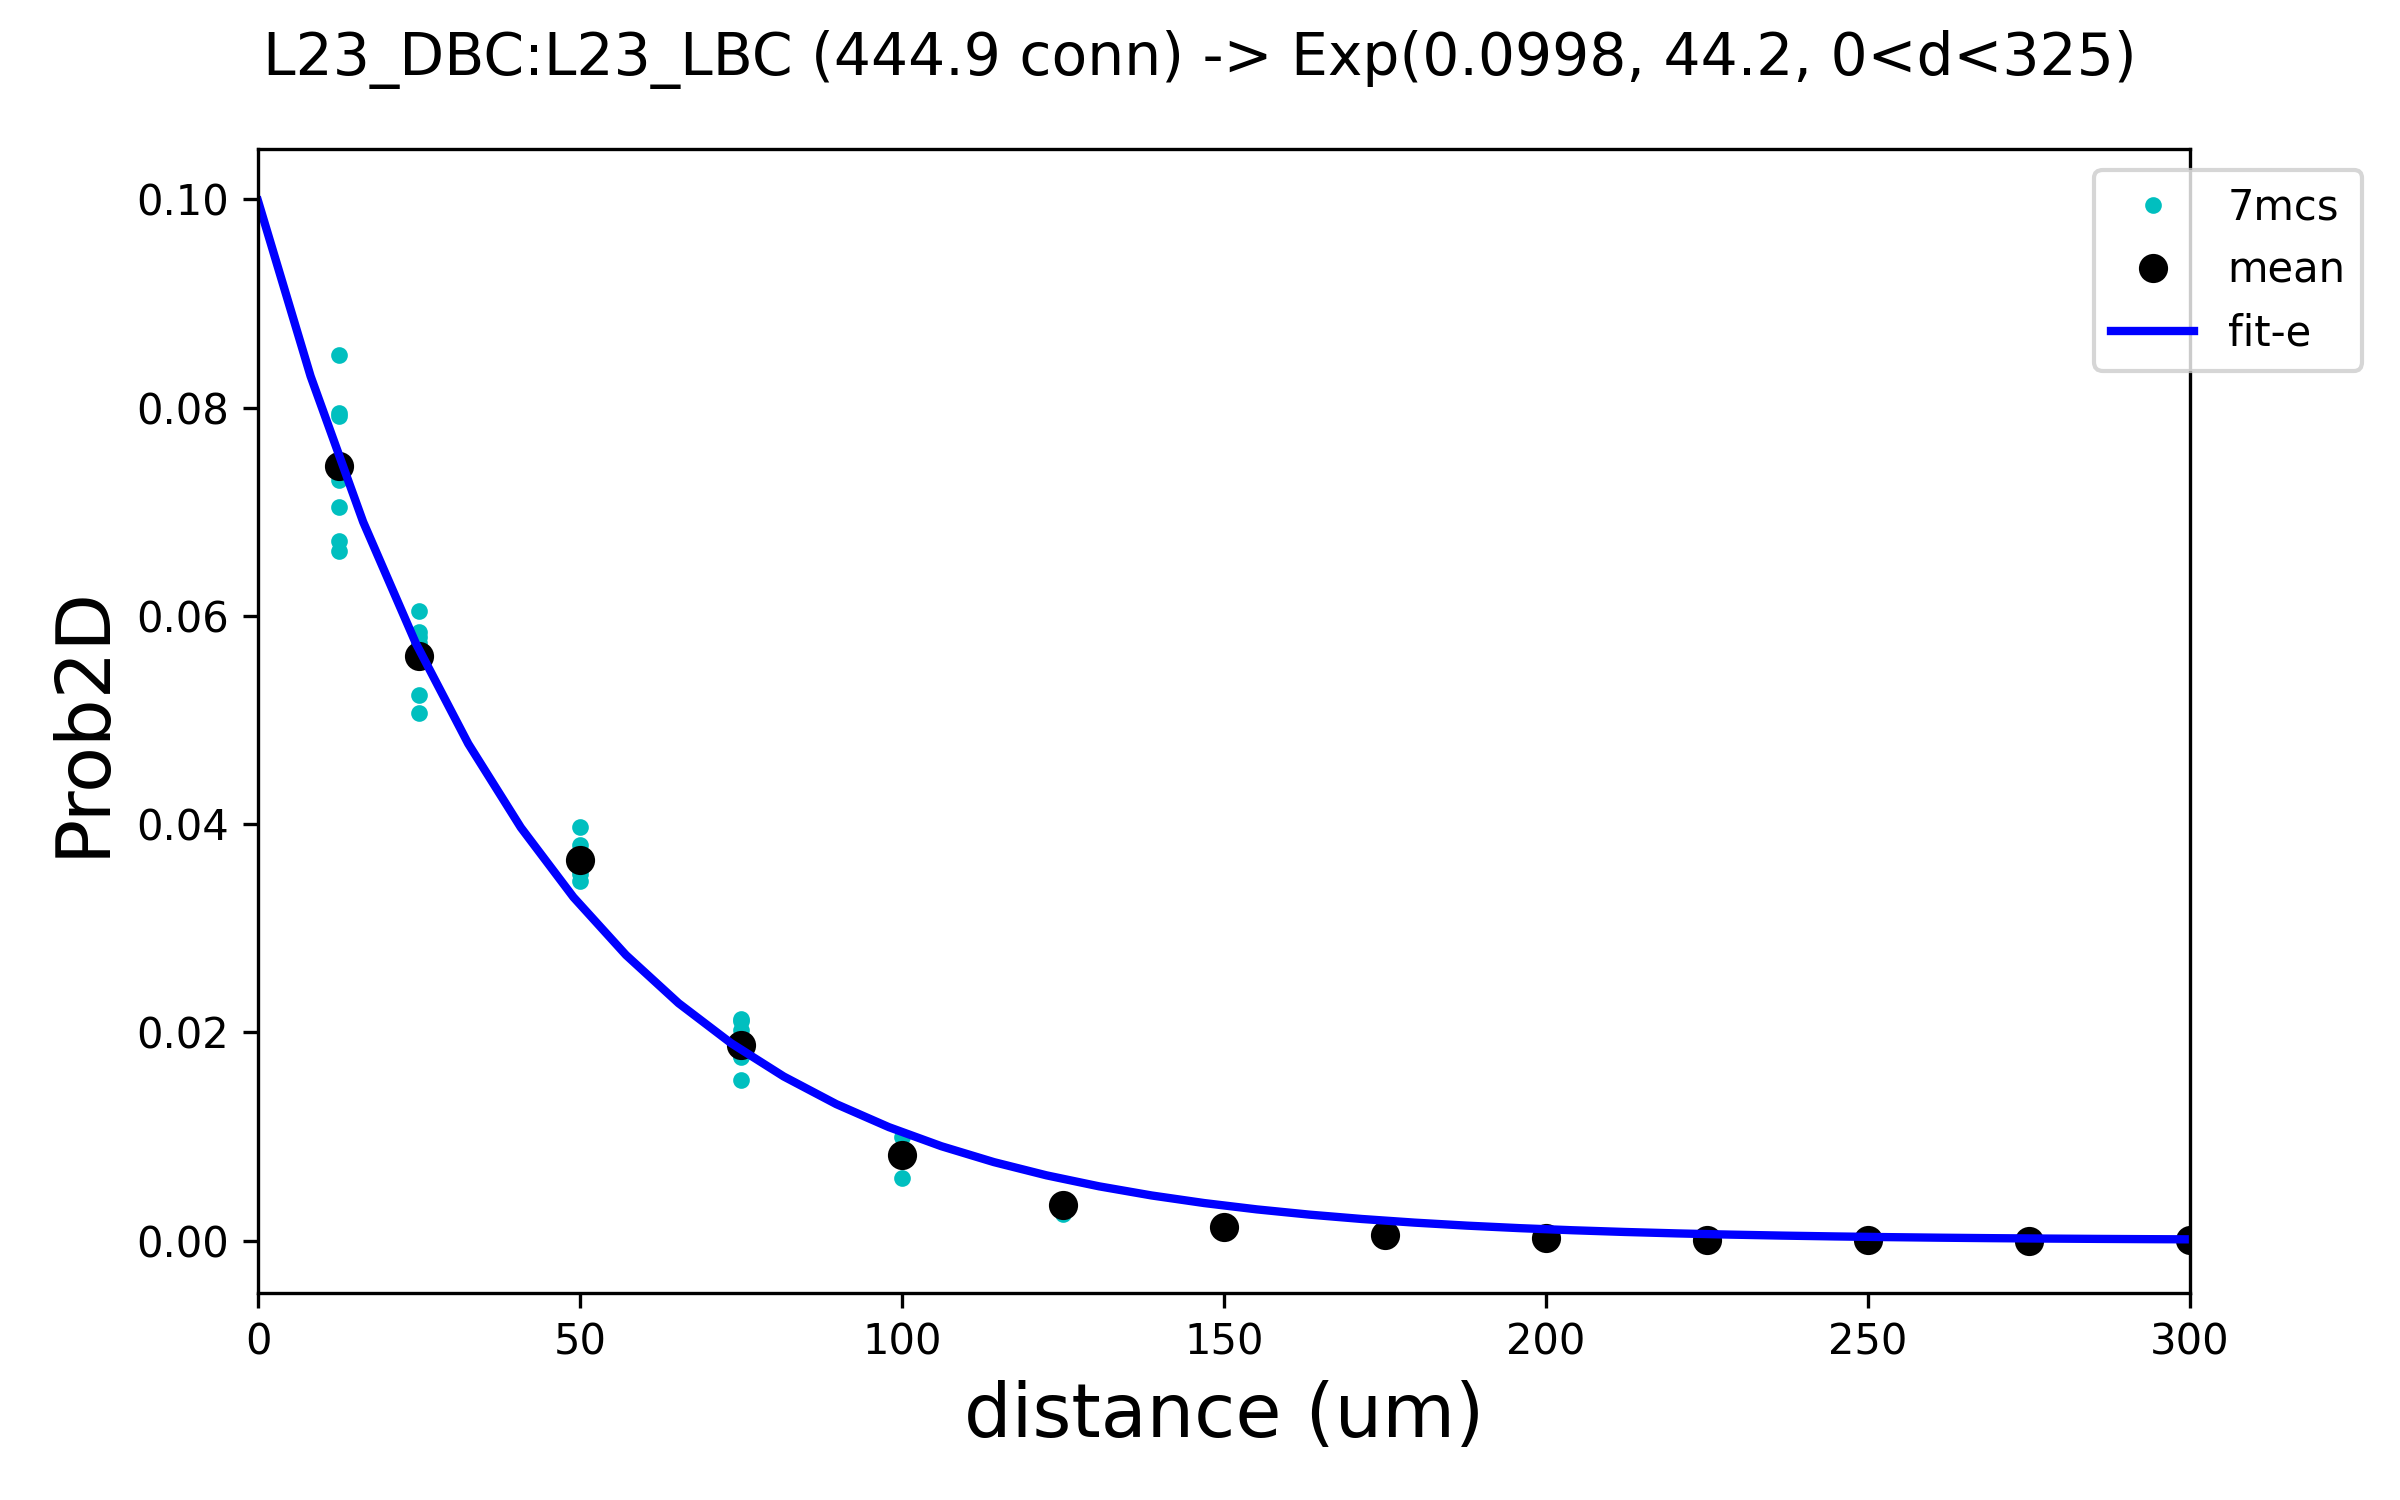 L23_DBC:L23_LBC (444.9 conn) -> Exp(0.0998, 44.2, 0<d<325)
7mcs
mean
fit-e
Prob2D
0.10
0.08
0.06
0.04
0.02
0.00
0 50 100 150 200 250 300
distance (um)